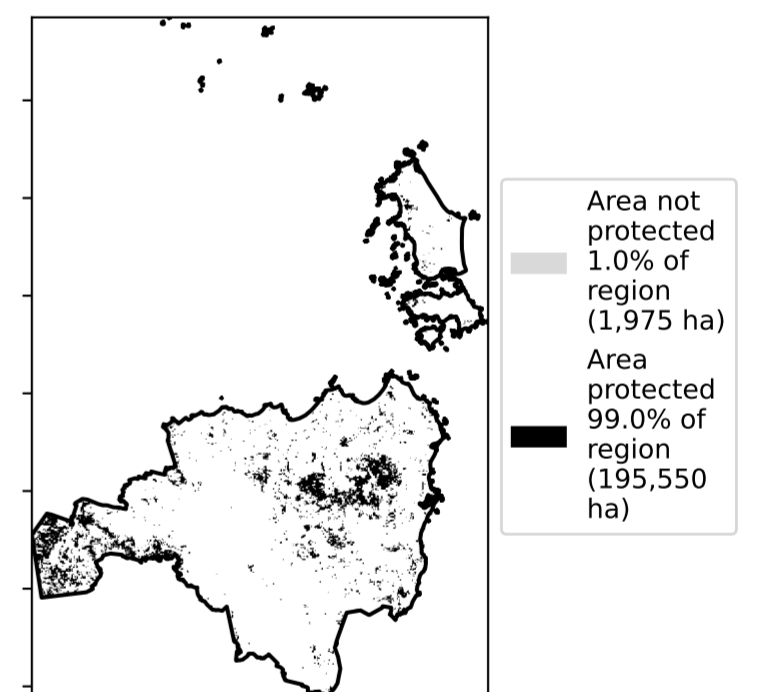 Area not
protected
1.0% of
region
(1,975 ha)
Area
protected
99.0% of
region
(195,550
ha)